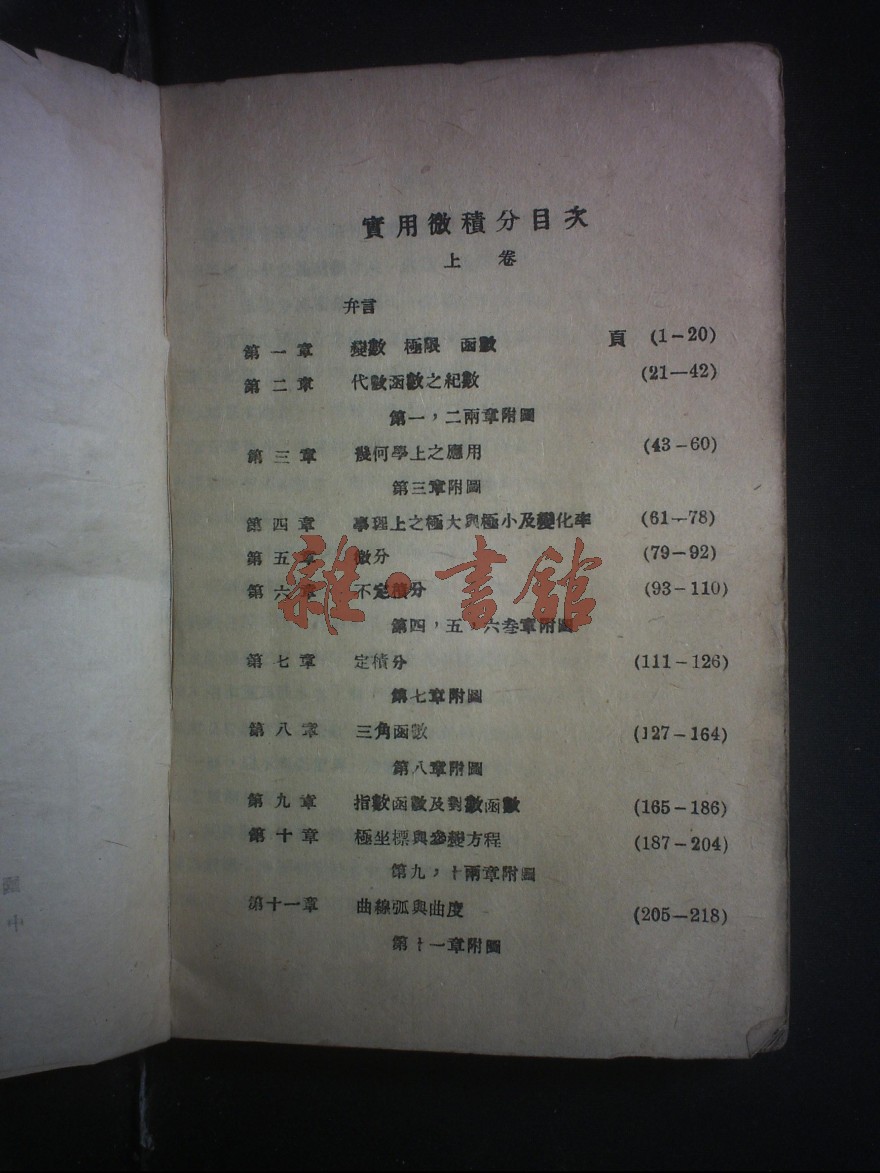 實用微積分目次
上卷
弁言
第一章 變數 極限 函數 頁 (1-20)
第二章 代數函數之紀數 (21—42)
第一,二兩章附圖
第三章 幾何學上之應用 (43-60)
第三章附圖
第四章 事理上之極大與極小及變化率 (61-78)
第五章 微分 (79-92)
第六章 不定積分 (93-110)
第四,五,六叁章附圖
第七章 定積分 (111-126)
第七章附圖
第八章 三角函數 (127-164)
第八章附圖
第九章 指數函數及對數函數 (165-186)
第十章 極坐標與參變方程 (187-204)
第九,十兩章附圖
第十一章 曲線弧與曲度 (205-218)
第十一章附圖
雜·書館
國
中